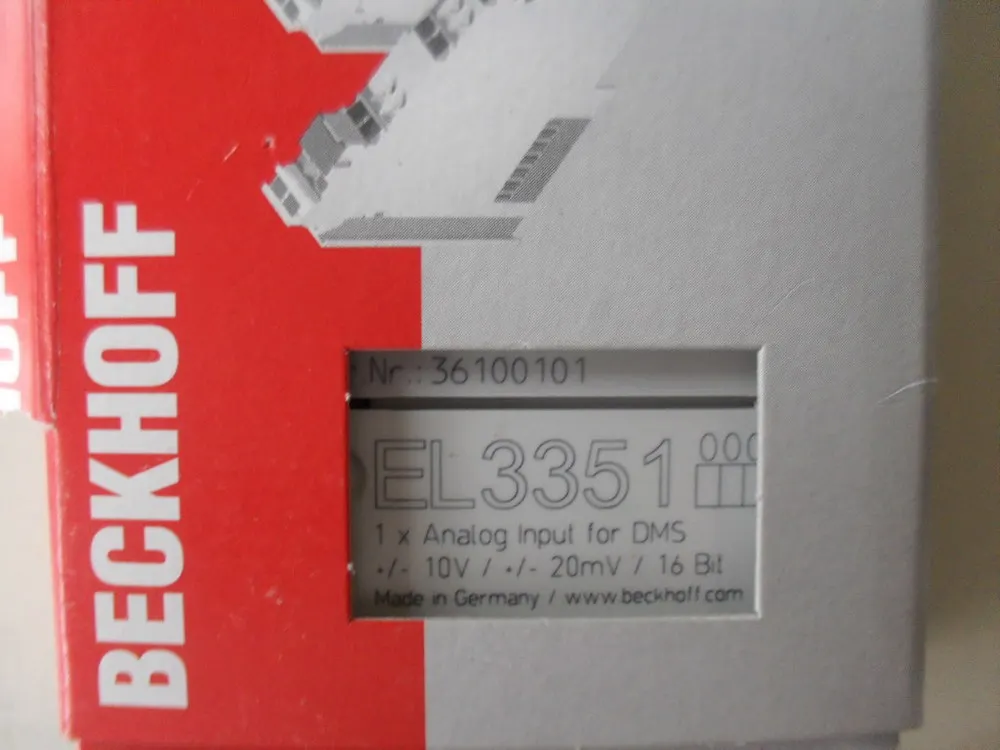 BECKHOFF
Nr.: 36100101
EL3351
000
1 x Analog Input for DMS
+/- 10V / +/- 20mV / 16 Bit
Made in Germany / www.beckhoff.com